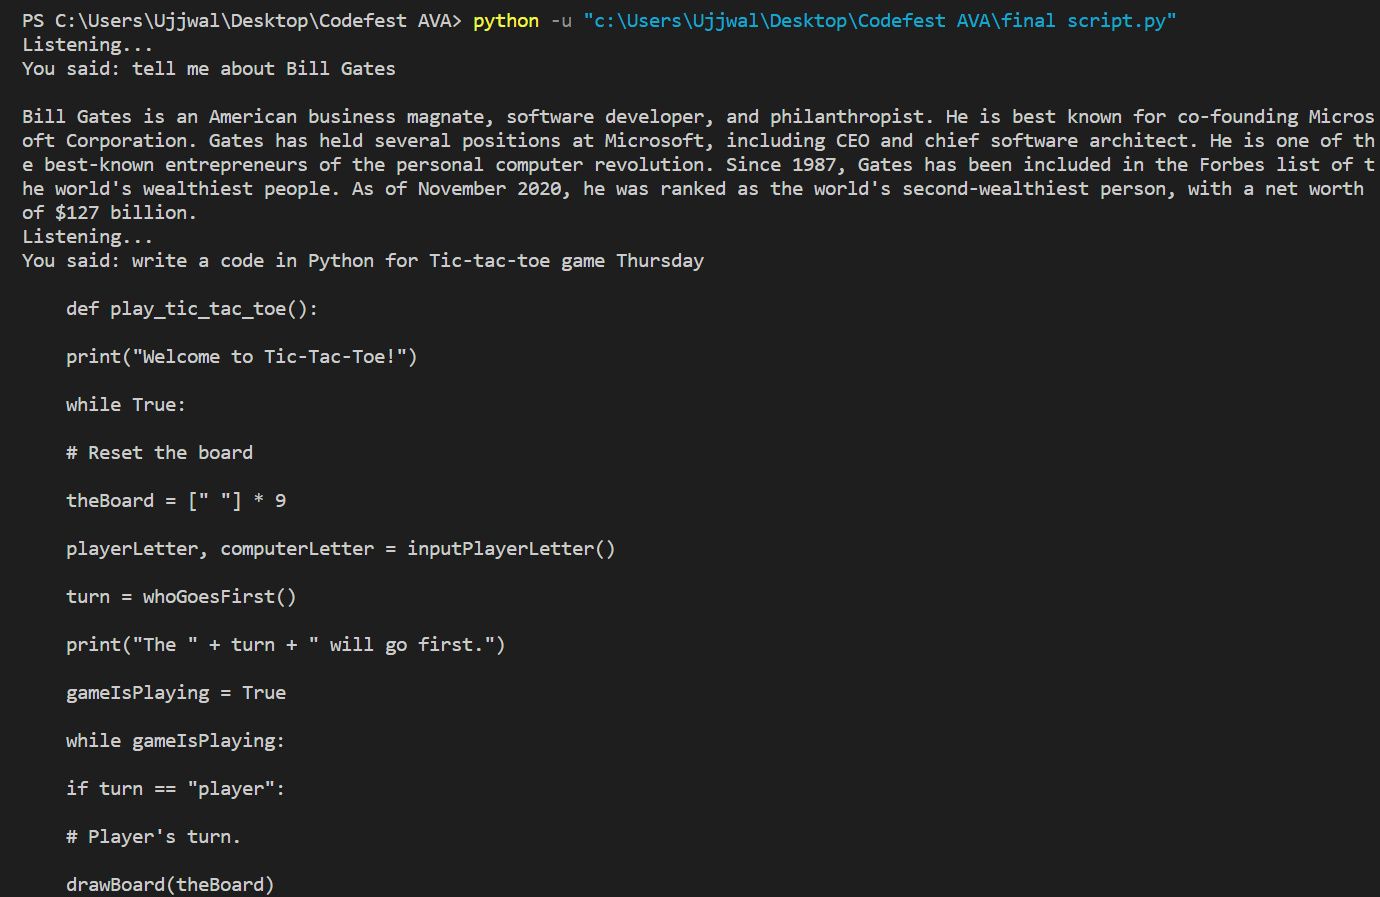 PS C:\Users\Ujjwal\Desktop\Codefest AVA> python -u "c:\Users\Ujjwal\Desktop\Codefest AVA\final script.py"
Listening...
You said: tell me about Bill Gates
Bill Gates is an American business magnate, software developer, and philanthropist. He is best known for co-founding Micros
oft Corporation. Gates has held several positions at Microsoft, including CEO and chief software architect. He is one of th
e best-known entrepreneurs of the personal computer revolution. Since 1987, Gates has been included in the Forbes list of t
he world's wealthiest people. As of November 2020, he was ranked as the world's second-wealthiest person, with a net worth
of $127 billion.
Listening...
You said: write a code in Python for Tic-tac-toe game Thursday
def play_tic_tac_toe():
print("Welcome to Tic-Tac-Toe!")
while True:
# Reset the board
theBoard = [" "] * 9
playerLetter, computerLetter = inputPlayerLetter()
turn = whoGoesFirst()
print("The " + turn + " will go first.")
gameIsPlaying = True
while gameIsPlaying:
if turn == "player":
# Player's turn.
drawBoard(theBoard)